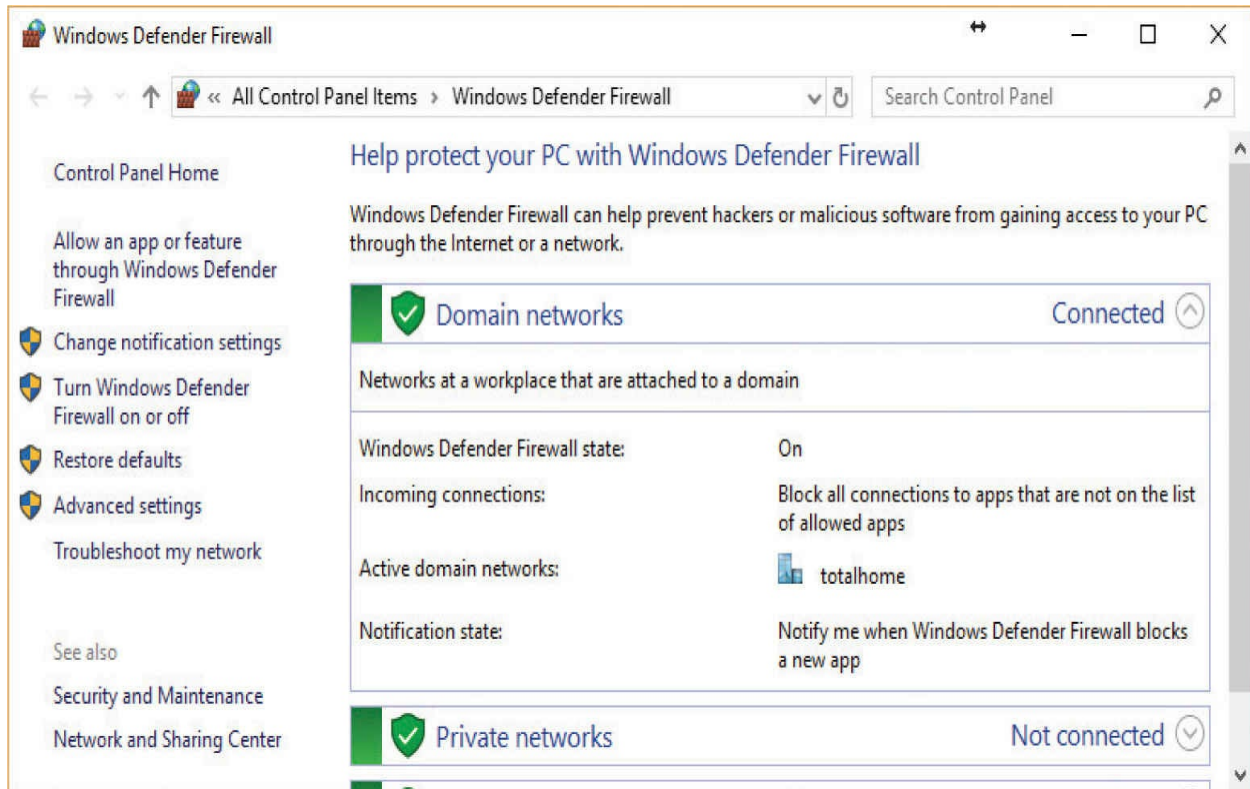 Windows Defender Firewall
« All Control Panel Items › Windows Defender Firewall
Search Control Panel
Control Panel Home
Allow an app or feature
through Windows Defender
Firewall
Change notification settings
Turn Windows Defender
Firewall on or off
Restore defaults
Advanced settings
Troubleshoot my network
See also
Security and Maintenance
Network and Sharing Center
Help protect your PC with Windows Defender Firewall
Windows Defender Firewall can help prevent hackers or malicious software from gaining access to your PC
through the Internet or a network.
Domain networks Connected
Networks at a workplace that are attached to a domain
Windows Defender Firewall state: On
Incoming connections: Block all connections to apps that are not on the list
of allowed apps
Active domain networks: totalhome
Notification state: Notify me when Windows Defender Firewall blocks
a new app
Private networks Not connected